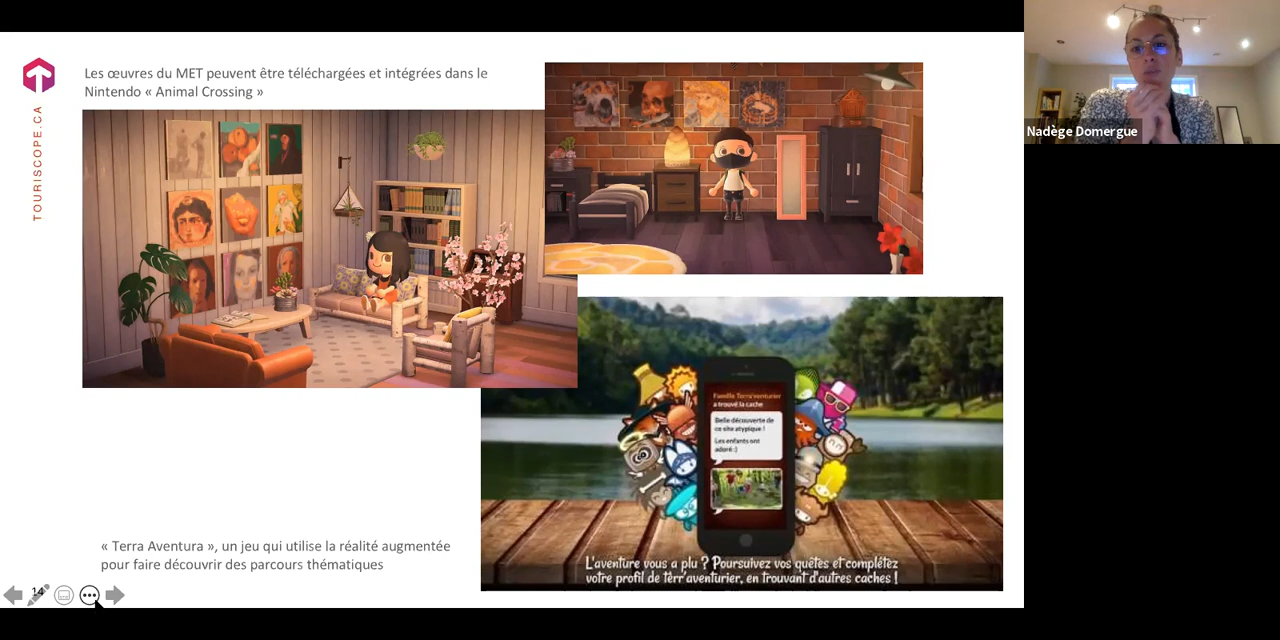 Les œuvres du MET peuvent être téléchargées et intégrées dans le
Nintendo « Animal Crossing »
TOURISCOPE.CA
Nadège Domergue
Famille Terra'venturier
a trouvé la cache
Belle découverte de
ce site atypique !
Les enfants ont
adoré :)
L'aventure vous a plu ? Poursuivez vos quêtes et complétez
votre profil de terr'aventurier, en trouvant d'autres caches !
« Terra Aventura », un jeu qui utilise la réalité augmentée
pour faire découvrir des parcours thématiques
14